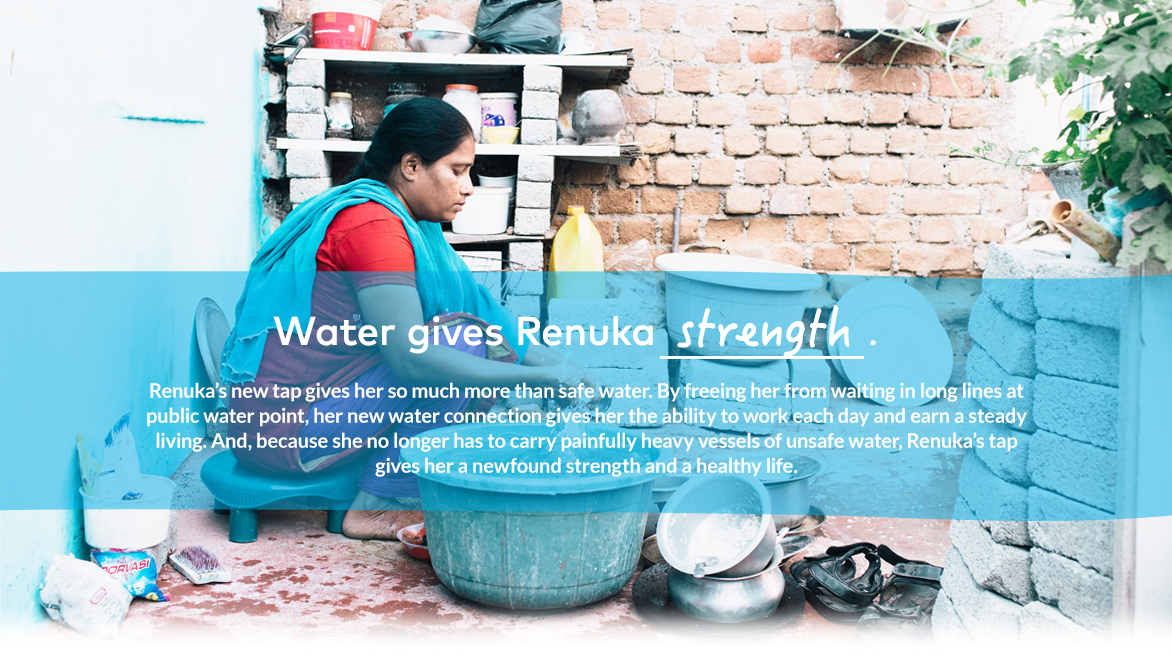 Water gives Renuka strength.
Renuka’s new tap gives her so much more than safe water. By freeing her from waiting in long lines at
public water point, her new water connection gives her the ability to work each day and earn a steady
living. And, because she no longer has to carry painfully heavy vessels of unsafe water, Renuka’s tap
gives her a newfound strength and a healthy life.